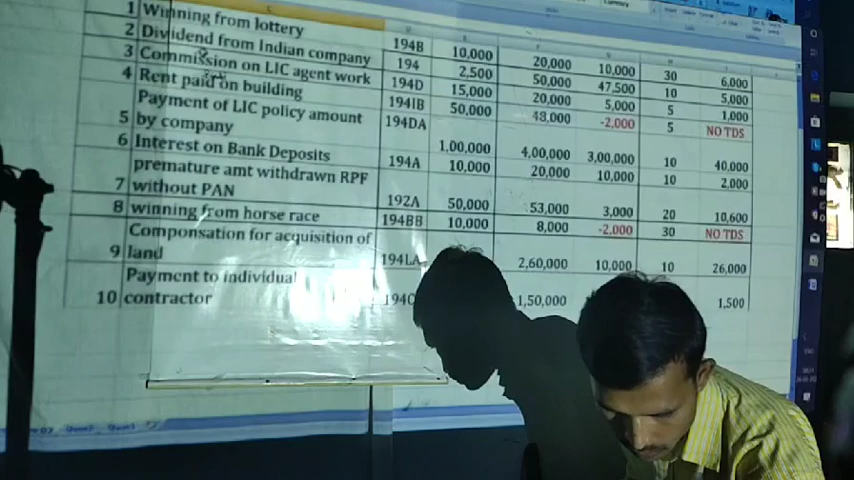 1 Winning from lottery 194B 10,000 20,000 10,000 30 6,000
2 Dividend from Indian company 194 2,500 50,000 47,500 10 5,000
3 Commission on LIC agent work 194D 15,000 20,000 5,000 5 1,000
4 Rent paid on building 194IB 50,000 48,000 -2,000 5 NO TDS
Payment of LIC policy amount
5 by company 194DA 1,00,000 4,00,000 3,00,000 10 40,000
6 Interest on Bank Deposits 194A 10,000 20,000 10,000 10 2,000
premature amt withdrawn RPF
7 without PAN 192A 50,000 53,000 3,000 20 10,600
8 winning from horse race 194BB 10,000 8,000 -2,000 30 NO TDS
Compensation for acquisition of
9 land 194LA 2,60,000 10,000 10 26,000
Payment to individual
10 contractor 1,50,000 1,500